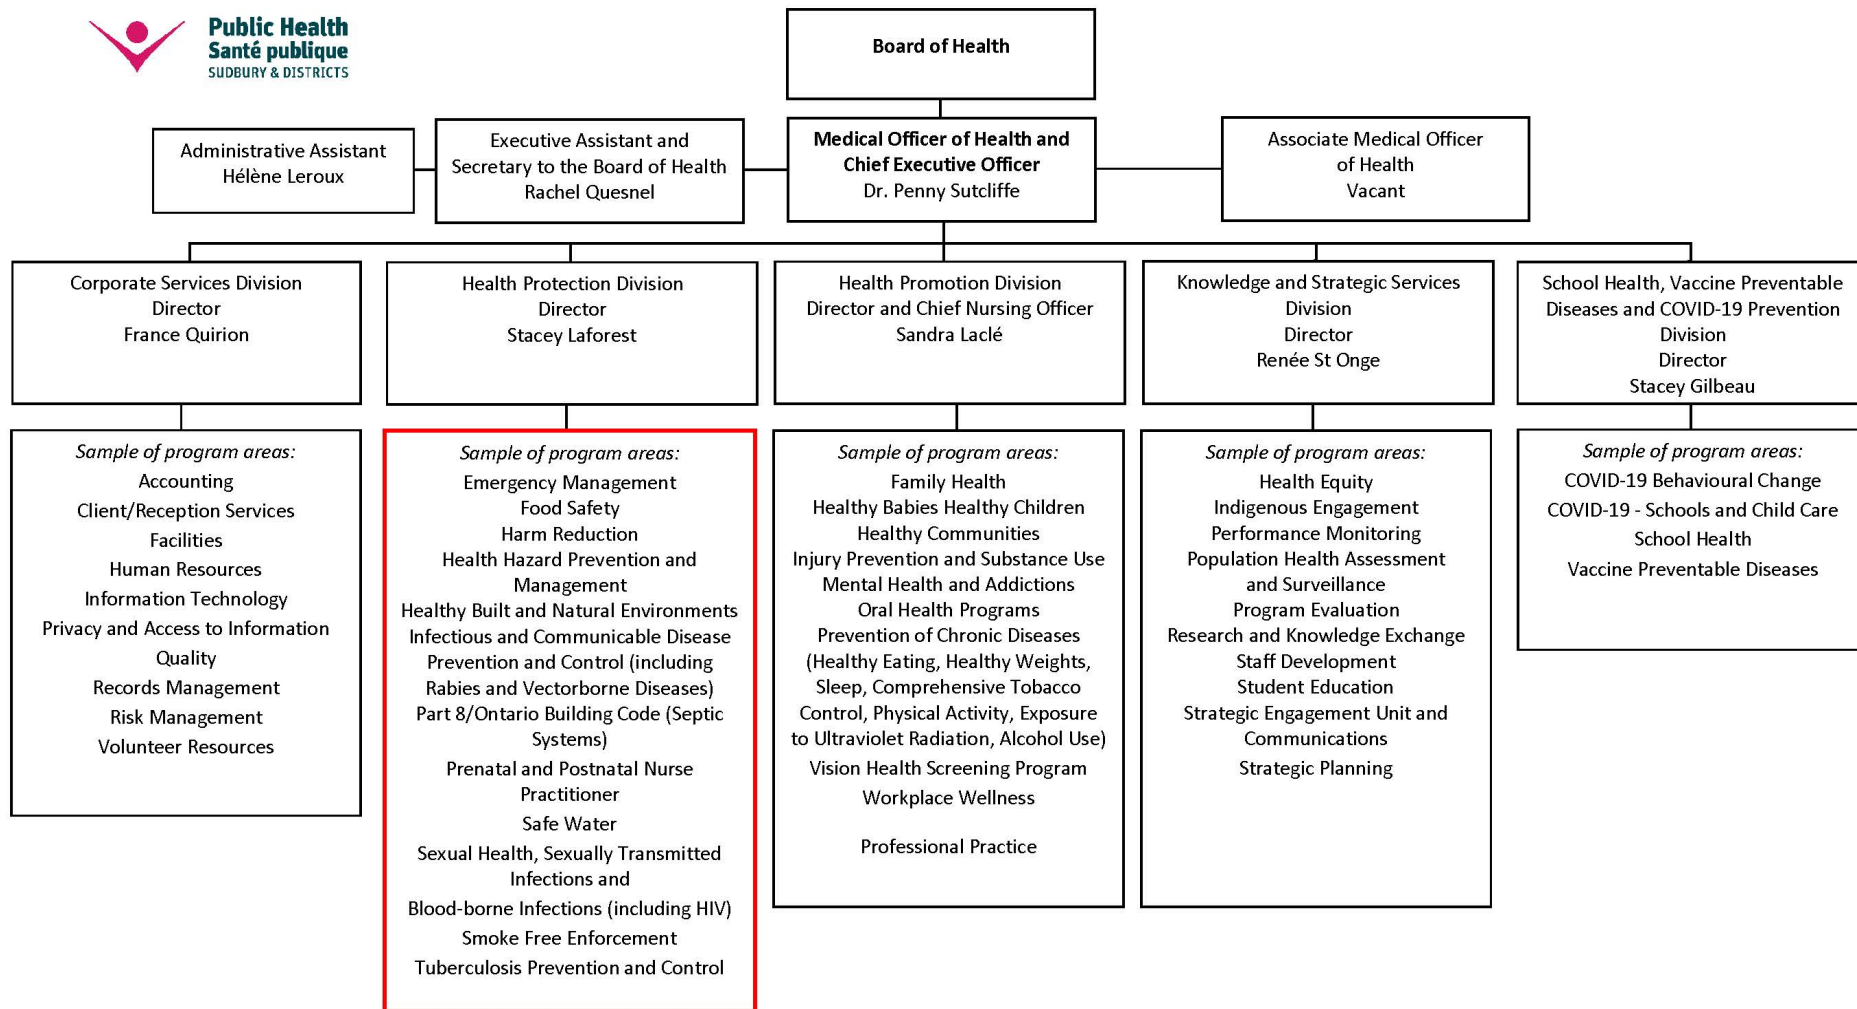 Public Health
Santé publique
SUDBURY & DISTRICTS
Board of Health
Administrative Assistant
Hélène Leroux
Executive Assistant and
Secretary to the Board of Health
Rachel Quesnel
Medical Officer of Health and
Chief Executive Officer
Dr. Penny Sutcliffe
Associate Medical Officer
of Health
Vacant
Corporate Services Division
Director
France Quirion
Health Protection Division
Director
Stacey Laforest
Health Promotion Division
Director and Chief Nursing Officer
Sandra Laclé
Knowledge and Strategic Services
Division
Director
Renée St Onge
School Health, Vaccine Preventable
Diseases and COVID-19 Prevention
Division
Director
Stacey Gilbeau
Sample of program areas:
Accounting
Client/Reception Services
Facilities
Human Resources
Information Technology
Privacy and Access to Information
Quality
Records Management
Risk Management
Volunteer Resources
Sample of program areas:
Emergency Management
Food Safety
Harm Reduction
Health Hazard Prevention and
Management
Healthy Built and Natural Environments
Infectious and Communicable Disease
Prevention and Control (including
Rabies and Vectorborne Diseases)
Part 8/Ontario Building Code (Septic
Systems)
Prenatal and Postnatal Nurse
Practitioner
Safe Water
Sexual Health, Sexually Transmitted
Infections and
Blood-borne Infections (including HIV)
Smoke Free Enforcement
Tuberculosis Prevention and Control
Sample of program areas:
Family Health
Healthy Babies Healthy Children
Healthy Communities
Injury Prevention and Substance Use
Mental Health and Addictions
Oral Health Programs
Prevention of Chronic Diseases
(Healthy Eating, Healthy Weights,
Sleep, Comprehensive Tobacco
Control, Physical Activity, Exposure
to Ultraviolet Radiation, Alcohol Use)
Vision Health Screening Program
Workplace Wellness
Professional Practice
Sample of program areas:
Health Equity
Indigenous Engagement
Performance Monitoring
Population Health Assessment
and Surveillance
Program Evaluation
Research and Knowledge Exchange
Staff Development
Student Education
Strategic Engagement Unit and
Communications
Strategic Planning
Sample of program areas:
COVID-19 Behavioural Change
COVID-19 - Schools and Child Care
School Health
Vaccine Preventable Diseases